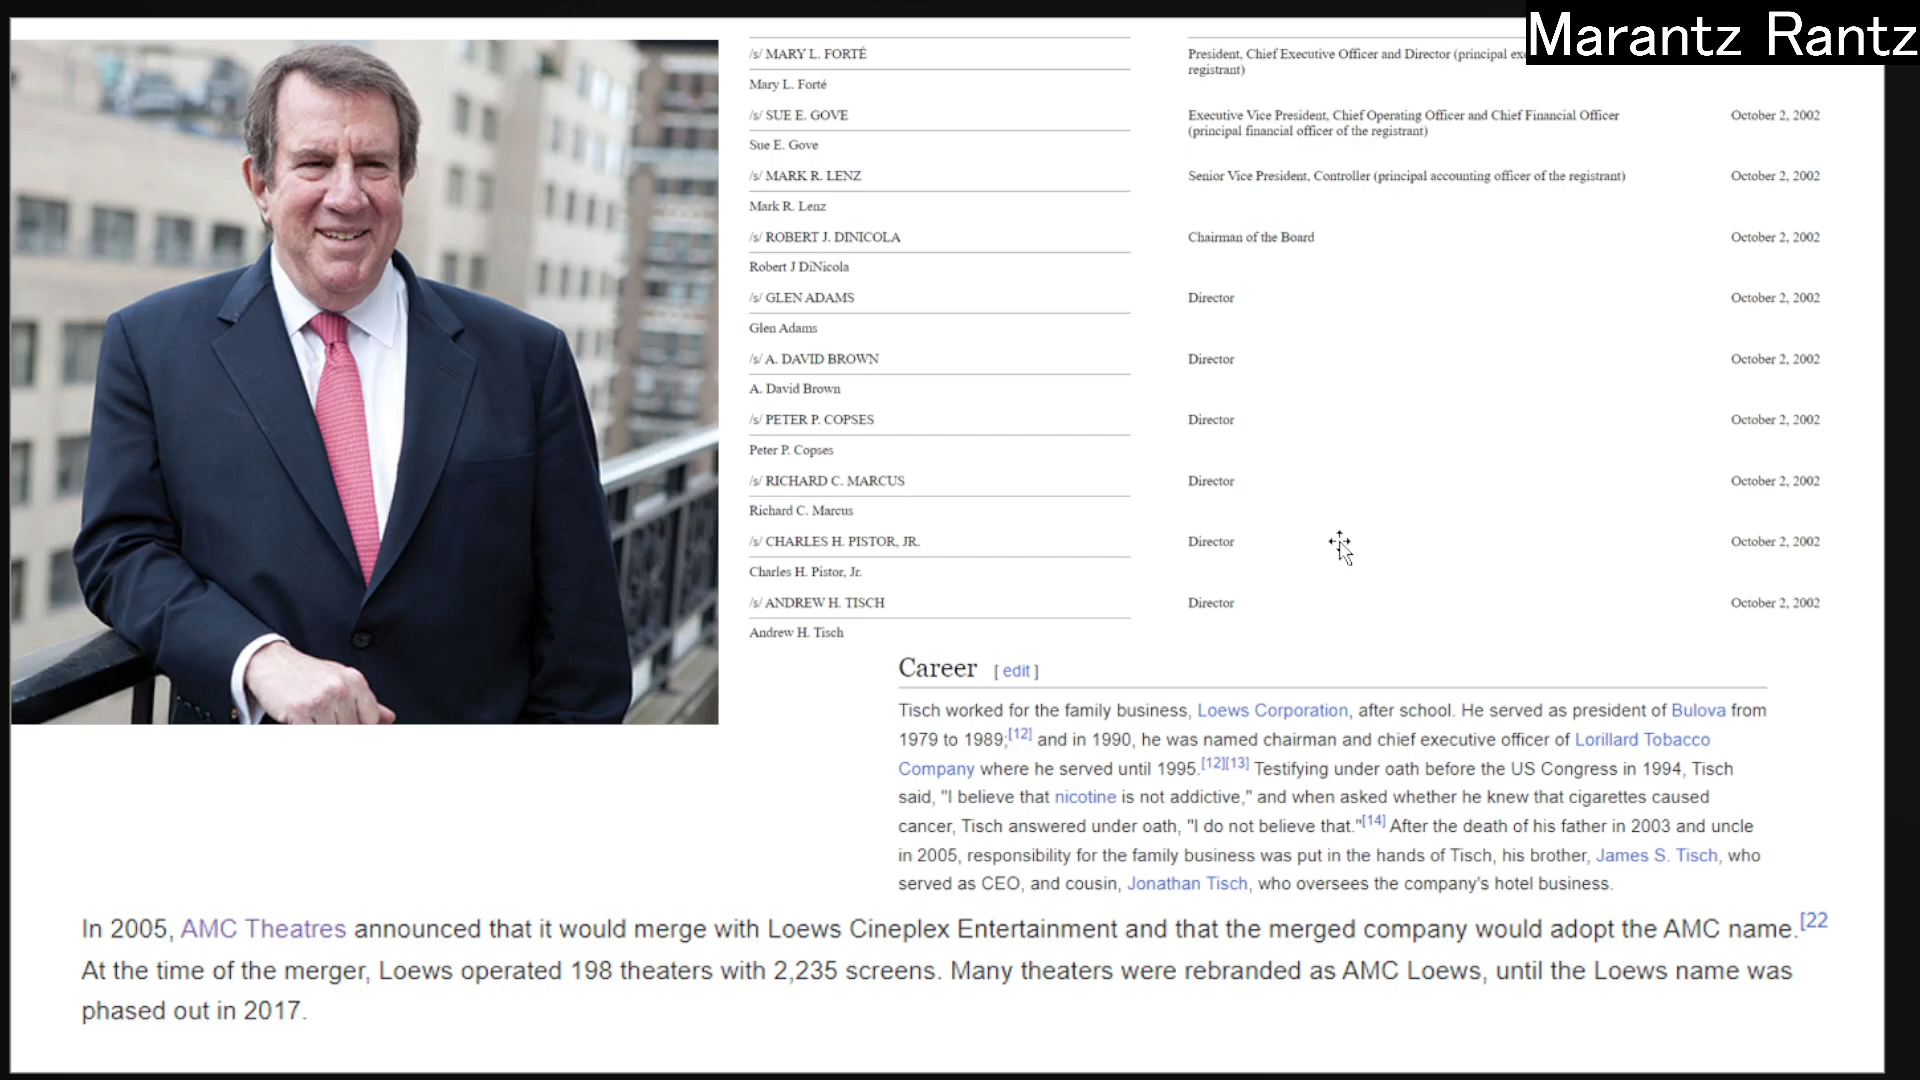 Marantz Rantz
/s/ MARY L. FORTÉ
President, Chief Executive Officer and Director (principal
registrant)
Mary L. Forté
/s/ SUE E. GOVE
Executive Vice President, Chief Operating Officer and Chief Financial Officer
October 2, 2002
(principal financial officer of the registrant)
Sue E. Gove
/s/ MARK R. LENZ
Senior Vice President, Controller (principal accounting officer of the registrant)
October 2, 2002
Mark R. Lenz
/s/ ROBERT J. DINICOLA
Chairman of the Board
October 2, 2002
Robert J DiNicola
/s/ GLEN ADAMS
Director
October 2, 2002
Glen Adams
/s/ A. DAVID BROWN
Director
October 2, 2002
A. David Brown
/s/ PETER P. COPSES
Director
October 2, 2002
Peter P. Copses
/s/ RICHARD C. MARCUS
Director
October 2, 2002
Richard C. Marcus
/s/ CHARLES H. PISTOR, JR.
Director
October 2, 2002
Charles H. Pistor, Jr.
/s/ ANDREW H. TISCH
Director
October 2, 2002
Andrew H. Tisch
Career [ edit ]
Tisch worked for the family business, Loews Corporation, after school. He served as president of Bulova from
1979 to 1989;[12] and in 1990, he was named chairman and chief executive officer of Lorillard Tobacco
Company where he served until 1995.[12][13] Testifying under oath before the US Congress in 1994, Tisch
said, "I believe that nicotine is not addictive," and when asked whether he knew that cigarettes caused
cancer, Tisch answered under oath, "I do not believe that."[14] After the death of his father in 2003 and uncle
in 2005, responsibility for the family business was put in the hands of Tisch, his brother, James S. Tisch, who
served as CEO, and cousin, Jonathan Tisch, who oversees the company's hotel business.
In 2005, AMC Theatres announced that it would merge with Loews Cineplex Entertainment and that the merged company would adopt the AMC name.[22
At the time of the merger, Loews operated 198 theaters with 2,235 screens. Many theaters were rebranded as AMC Loews, until the Loews name was
phased out in 2017.